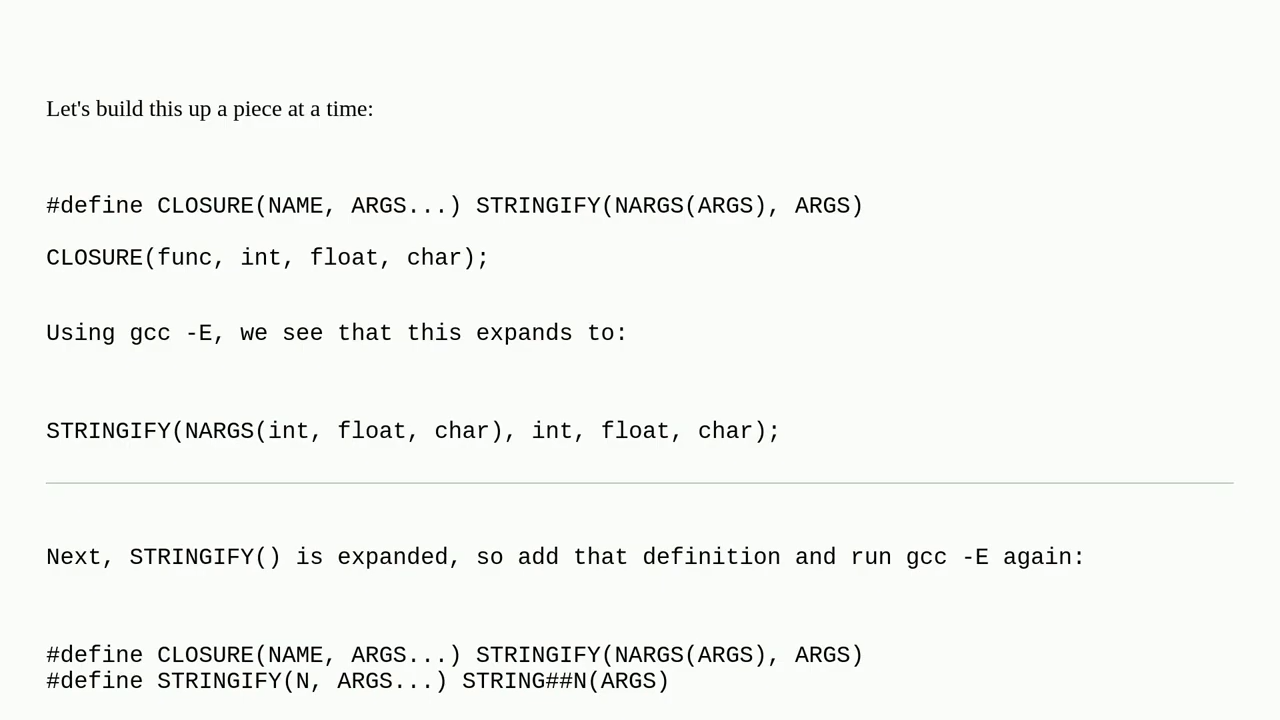 Let's build this up a piece at a time:
#define CLOSURE(NAME, ARGS...) STRINGIFY(NARGS(ARGS), ARGS)
CLOSURE(func, int, float, char);
Using gcc -E, we see that this expands to:
STRINGIFY(NARGS(int, float, char), int, float, char);
Next, STRINGIFY() is expanded, so add that definition and run gcc -E again:
#define CLOSURE(NAME, ARGS...) STRINGIFY(NARGS(ARGS), ARGS)
#define STRINGIFY(N, ARGS...) STRING##N(ARGS)